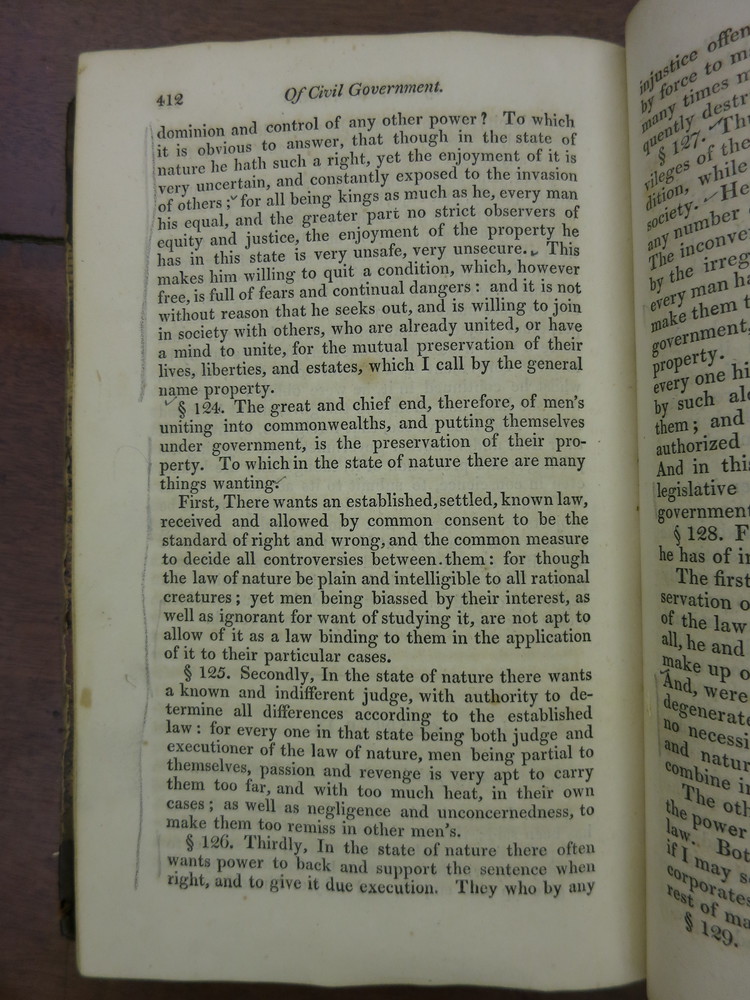 412
Of Civil Government.
dominion and control of any other power? To which
it is obvious to answer, that though in the state of
nature he hath such a right, yet the enjoyment of it is
very uncertain, and constantly exposed to the invasion
of others; for all being kings as much as he, every man
his equal, and the greater part no strict observers of
equity and justice, the enjoyment of the property he
has in this state is very unsafe, very unsecure. This
makes him willing to quit a condition, which, however
free, is full of fears and continual dangers: and it is not
without reason that he seeks out, and is willing to join
in society with others, who are already united, or have
a mind to unite, for the mutual preservation of their
lives, liberties, and estates, which I call by the general
name property.
§ 124. The great and chief end, therefore, of men's
uniting into commonwealths, and putting themselves
under government, is the preservation of their pro-
perty. To which in the state of nature there are many
things wanting.
First, There wants an established, settled, known law,
received and allowed by common consent to be the
standard of right and wrong, and the common measure
to decide all controversies between them: for though
the law of nature be plain and intelligible to all rational
creatures; yet men being biassed by their interest, as
well as ignorant for want of studying it, are not apt to
allow of it as a law binding to them in the application
of it to their particular cases.
§ 125. Secondly, In the state of nature there wants
a known and indifferent judge, with authority to de-
termine all differences according to the established
law: for every one in that state being both judge and
executioner of the law of nature, men being partial to
themselves, passion and revenge is very apt to carry
them too far, and with too much heat, in their own
cases; as well as negligence and unconcernedness, to
make them too remiss in other men's.
§ 126. Thirdly, In the state of nature there often
wants power to back and support the sentence when
right, and to give it due execution. They who by any
injustice offen
by force to m
many times m
quently destr
§ 127. Thu
vileges of the
dition, while
society. He
any number
The inconve
by the irreg
every man ha
make them t
government,
property.
every one hi
by such alo
them; and
authorized
And in this
legislative
government
§ 128. F
he has of in
The first
servation o
of the law
all, he and
make up o
And, were
degenerate
no necessi
and natur
combine in
The oth
the power
law. Bot
if I may s
corporates
rest of ma
§ 129.